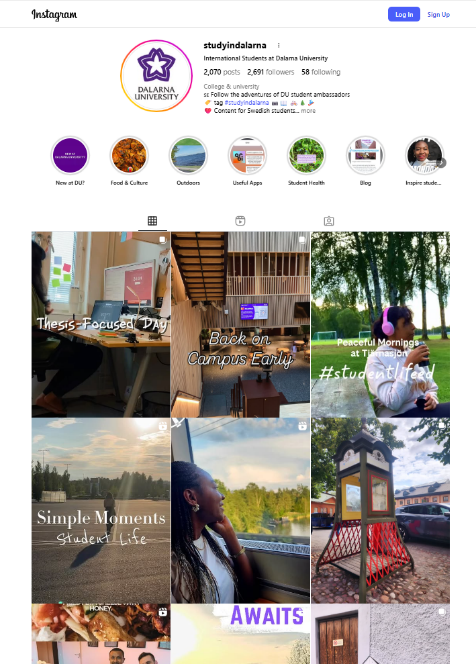 Instagram
Log In
Sign Up
studyindalarna
International Students at Dalarna University
2,070 posts 2,691 followers 58 following
College & university
Follow the adventures of DU student ambassadors
tag #studyindalarna
Content for Swedish students... more
DALARNA
UNIVERSITY
New at DU?
Food & Culture
Outdoors
Useful Apps
Student Health
Blog
Inspire stude...
Thesis-Focused Day
Back on
Campus Early
Peaceful Mornings
at Tjärnasjön
#studentlifeed
Simple Moments
Student Life
HONEY.
AWAITS